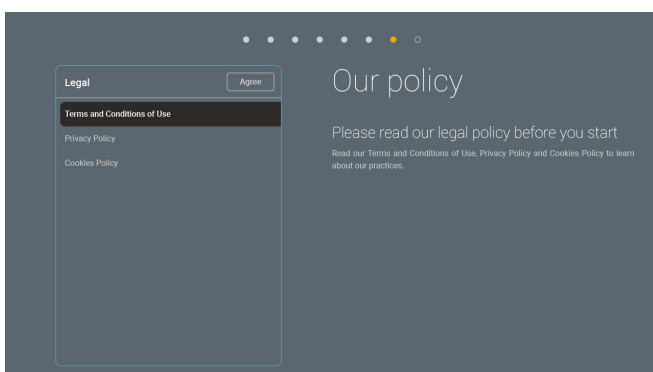 Legal
Agree
Terms and Conditions of Use
Privacy Policy
Cookies Policy
Our policy
Please read our legal policy before you start
Read our Terms and Conditions of Use, Privacy Policy and Cookies Policy to learn
about our practices.